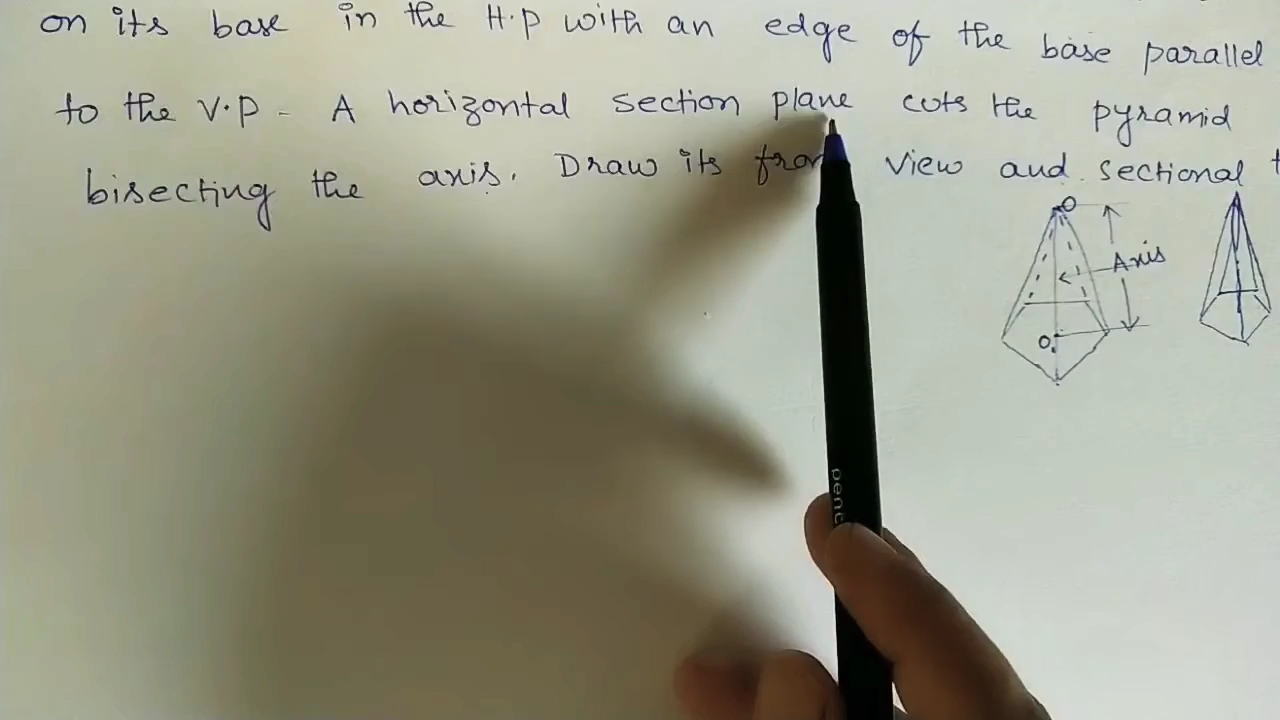 on its base in the H.P with an edge of the base parallel
to the V.P - A horizontal section plane cuts the pyramid
bisecting the axis. Draw its view and sectional
O
Axis
O,
pent